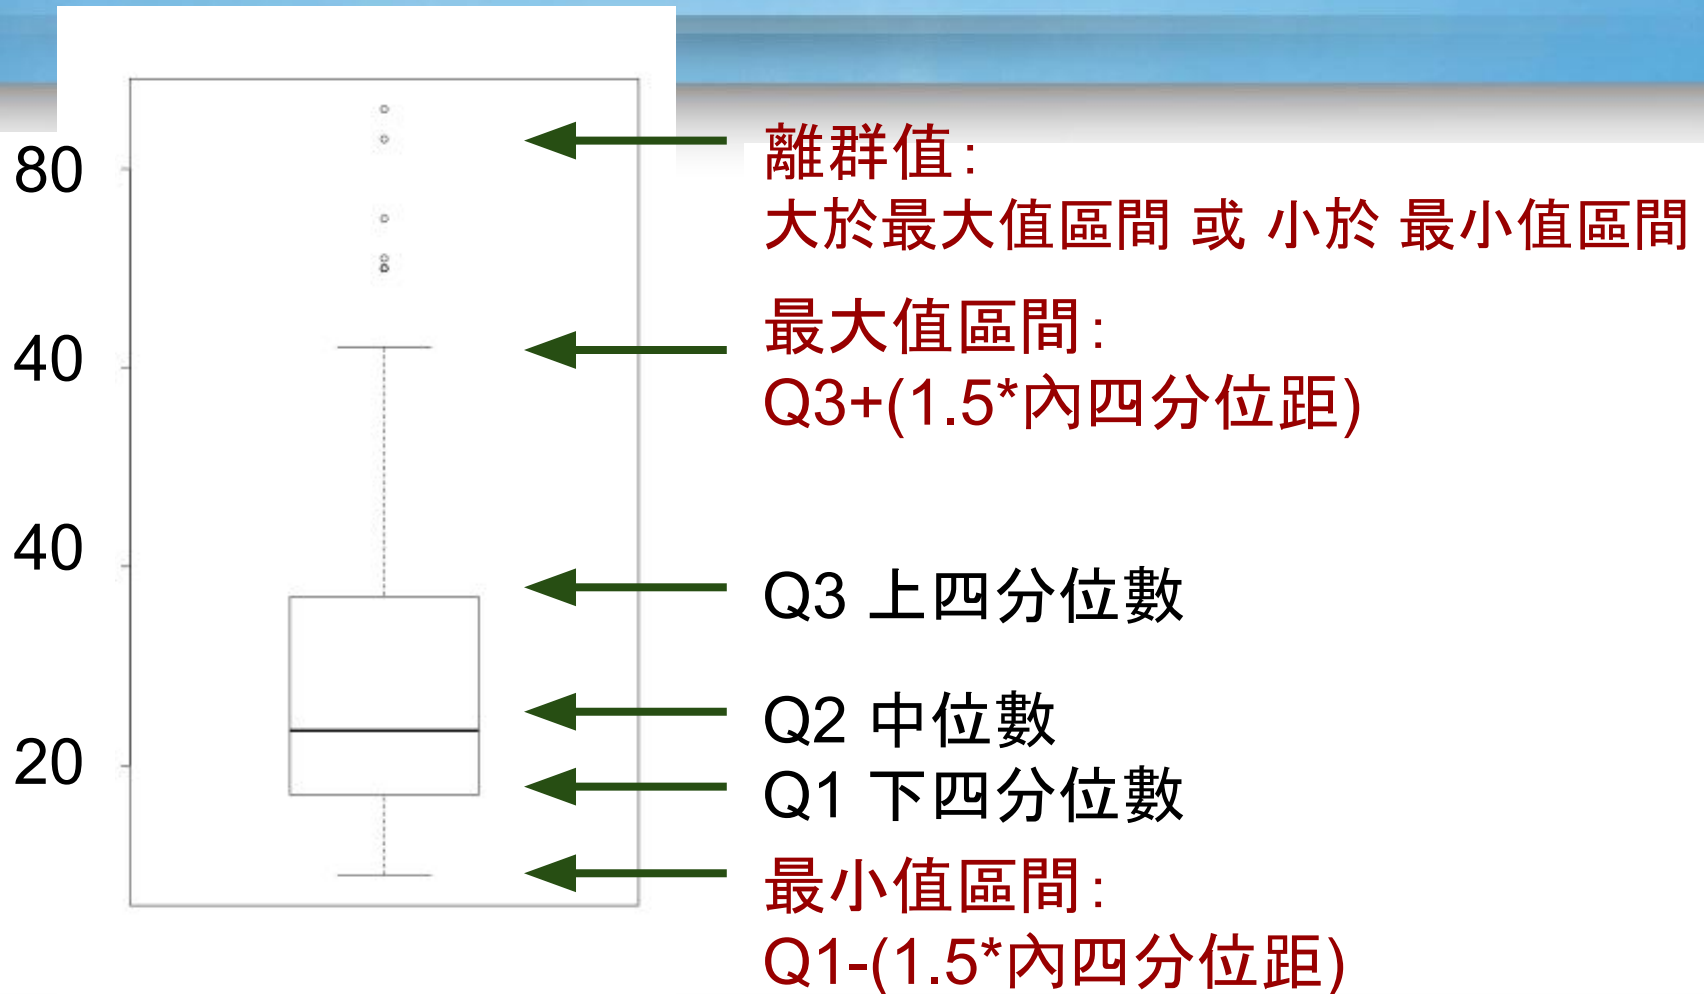 80
40
40
20
離群值：
大於最大值區間 或 小於 最小值區間
最大值區間：
Q3+(1.5*內四分位距)
Q3 上四分位數
Q2 中位數
Q1 下四分位數
最小值區間：
Q1-(1.5*內四分位距)